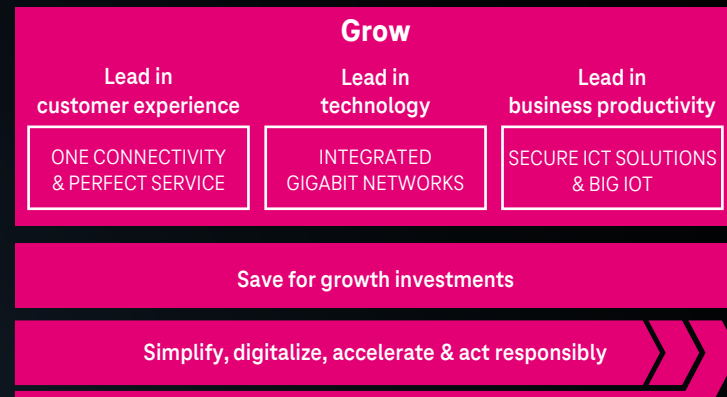 Grow
Lead in
customer experience
ONE CONNECTIVITY
& PERFECT SERVICE
Lead in
technology
INTEGRATED
GIGABIT NETWORKS
Lead in
business productivity
SECURE ICT SOLUTIONS
& BIG IOT
Save for growth investments
Simplify, digitalize, accelerate & act responsibly